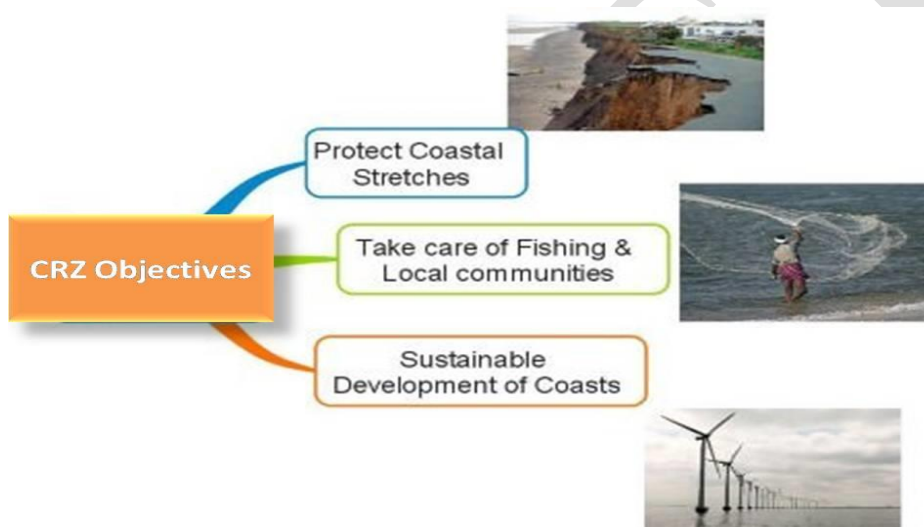 Protect Coastal
Stretches
CRZ Objectives
Take care of Fishing &
Local communities
Sustainable
Development of Coasts